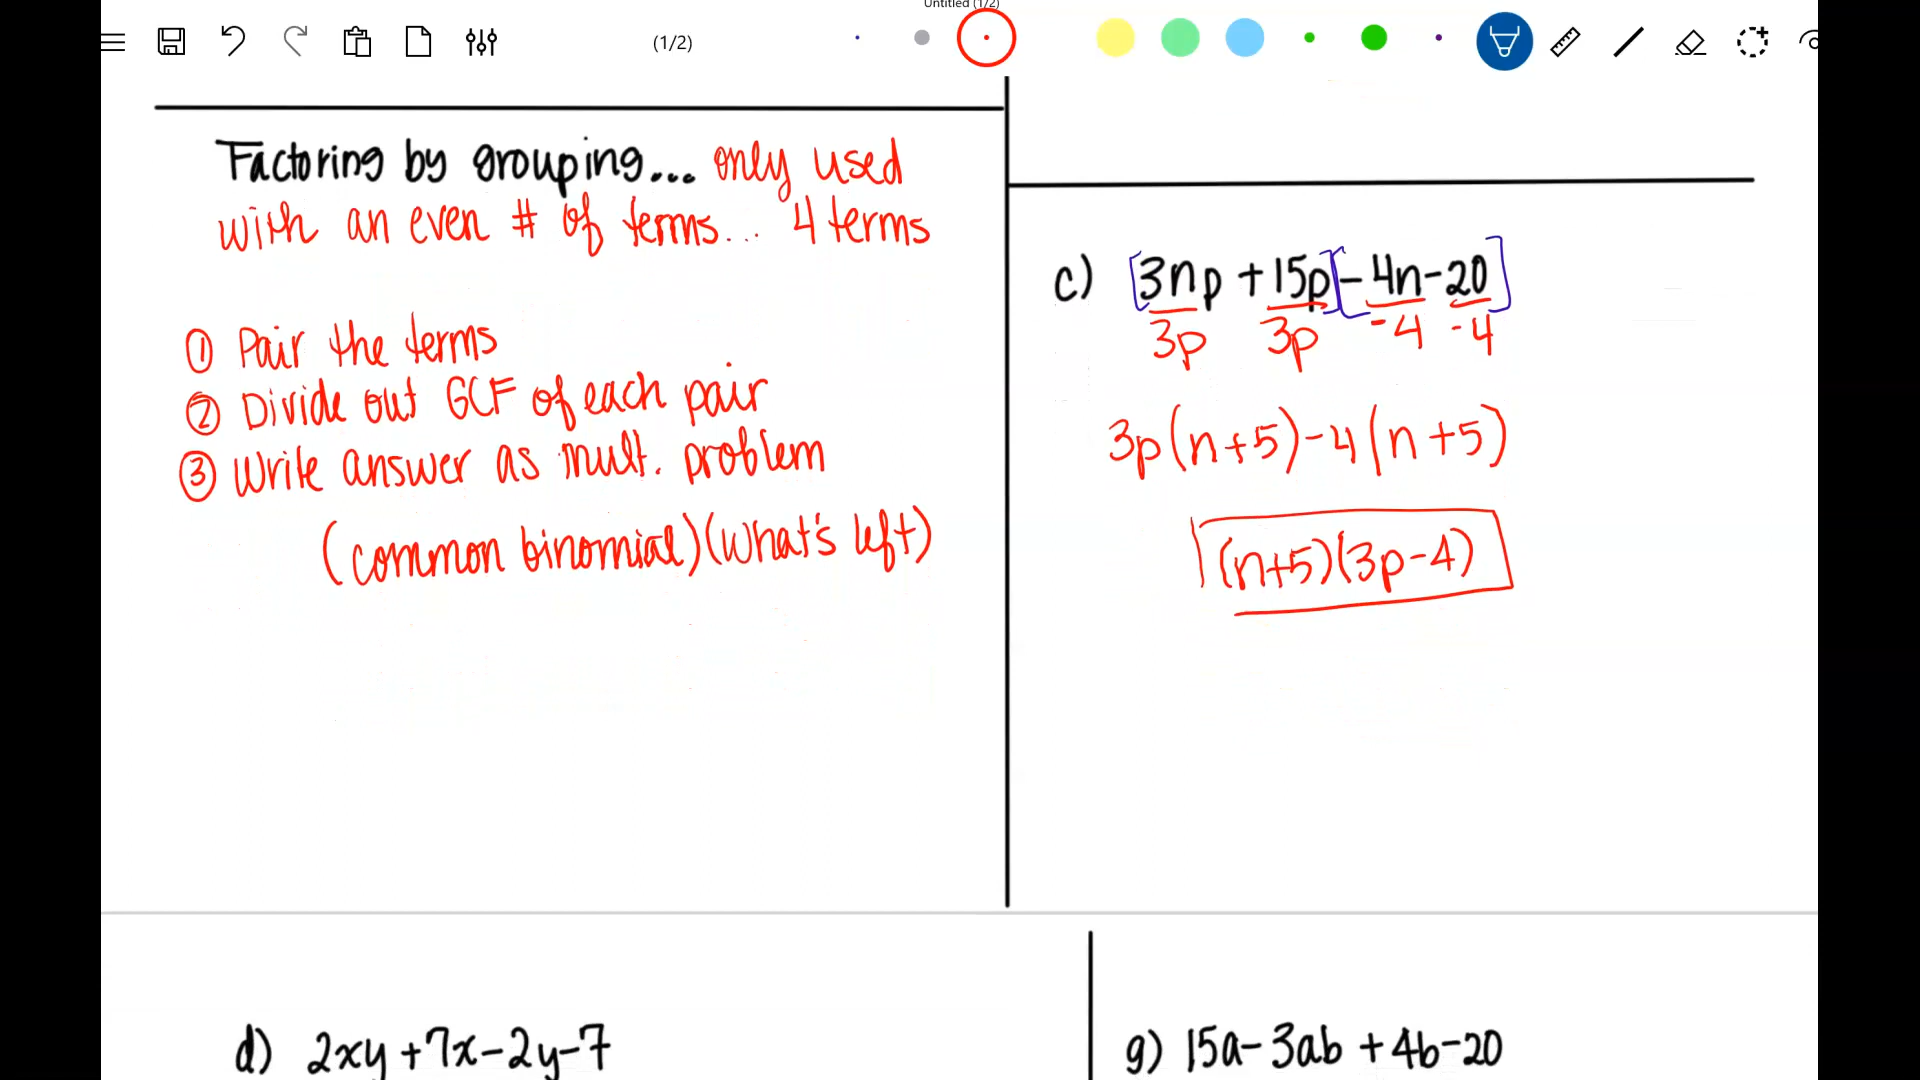 Untitled (1/2)
(1/2)
Factoring by grouping... only used
with an even # of terms... 4 terms
① Pair the terms
② Divide out GCF of each pair
③ Write answer as mult. problem
(common binomial)(what's left)
c) [3np + 15p][-4n-20]
3p 3p -4 -4
3p(n+5)-4(n+5)
(n+5)(3p-4)
d) 2xy+7x-2y-7
g) 15a-3ab+4b-20